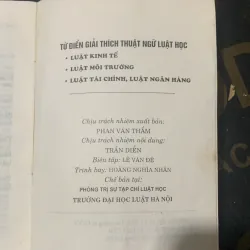 TỪ ĐIỂN GIẢI THÍCH THUẬT NGỮ LUẬT HỌC
• LUẬT KINH TẾ
• LUẬT MÔI TRƯỜNG
• LUẬT TÀI CHÍNH, LUẬT NGÂN HÀNG
Chịu trách nhiệm xuất bản:
PHAN VĂN THẮM
Chịu trách nhiệm nội dung:
TRẦN DIỄN
Biên tập: LÊ VĂN ĐỆ
Trình bày: HOÀNG NGHĨA NHÂN
Chế bản tại:
PHÒNG TRỊ SỰ TẠP CHÍ LUẬT HỌC
TRƯỜNG ĐẠI HỌC LUẬT HÀ NỘI